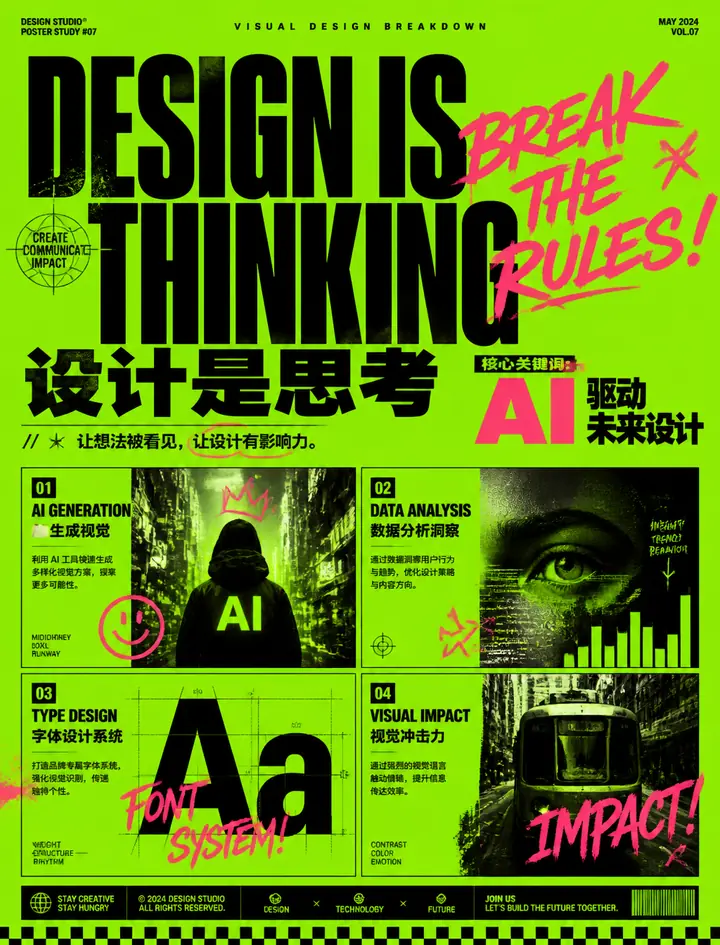 DESIGN STUDIO®
POSTER STUDY #07
VISUAL DESIGN BREAKDOWN
MAY 2024
VOL.07
DESIGN IS
THINKING
BREAK
THE
RULES!
CREATE
COMMUNICATE
IMPACT
设计是思考
// 让想法被看见，让设计有影响力。
核心关键词
AI
驱动
未来设计
01
AI GENERATION
生成视觉
利用 AI 工具快速生成
多样化视觉方案，探索
更多可能性。
RUNWAY
AI
02
DATA ANALYSIS
数据分析洞察
通过数据洞察用户行为
与趋势，优化设计策略
与内容方向。
03
TYPE DESIGN
字体设计系统
打造品牌专属字体系统，
强化视觉识别，传递
独特个性。
Aa
FONT
SYSTEM!
04
VISUAL IMPACT
视觉冲击力
通过强烈的视觉语言
触动情绪，提升信息
传达效率。
CONTRAST
COLOR
EMOTION
IMPACT!
STAY CREATIVE
STAY HUNGRY
© 2024 DESIGN STUDIO
ALL RIGHTS RESERVED.
DESIGN × TECHNOLOGY × FUTURE
JOIN US
LET'S BUILD THE FUTURE TOGETHER.